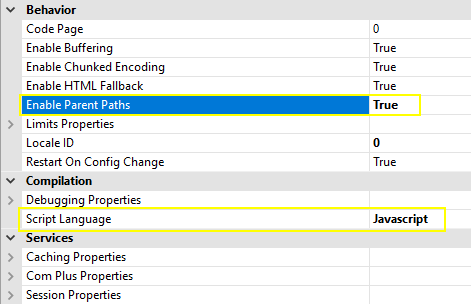 Behavior
Code Page 0
Enable Buffering True
Enable Chunked Encoding True
Enable HTML Fallback True
Enable Parent Paths True
Limits Properties
Locale ID 0
Restart On Config Change True
Compilation
Debugging Properties
Script Language Javascript
Services
Caching Properties
Com Plus Properties
Session Properties